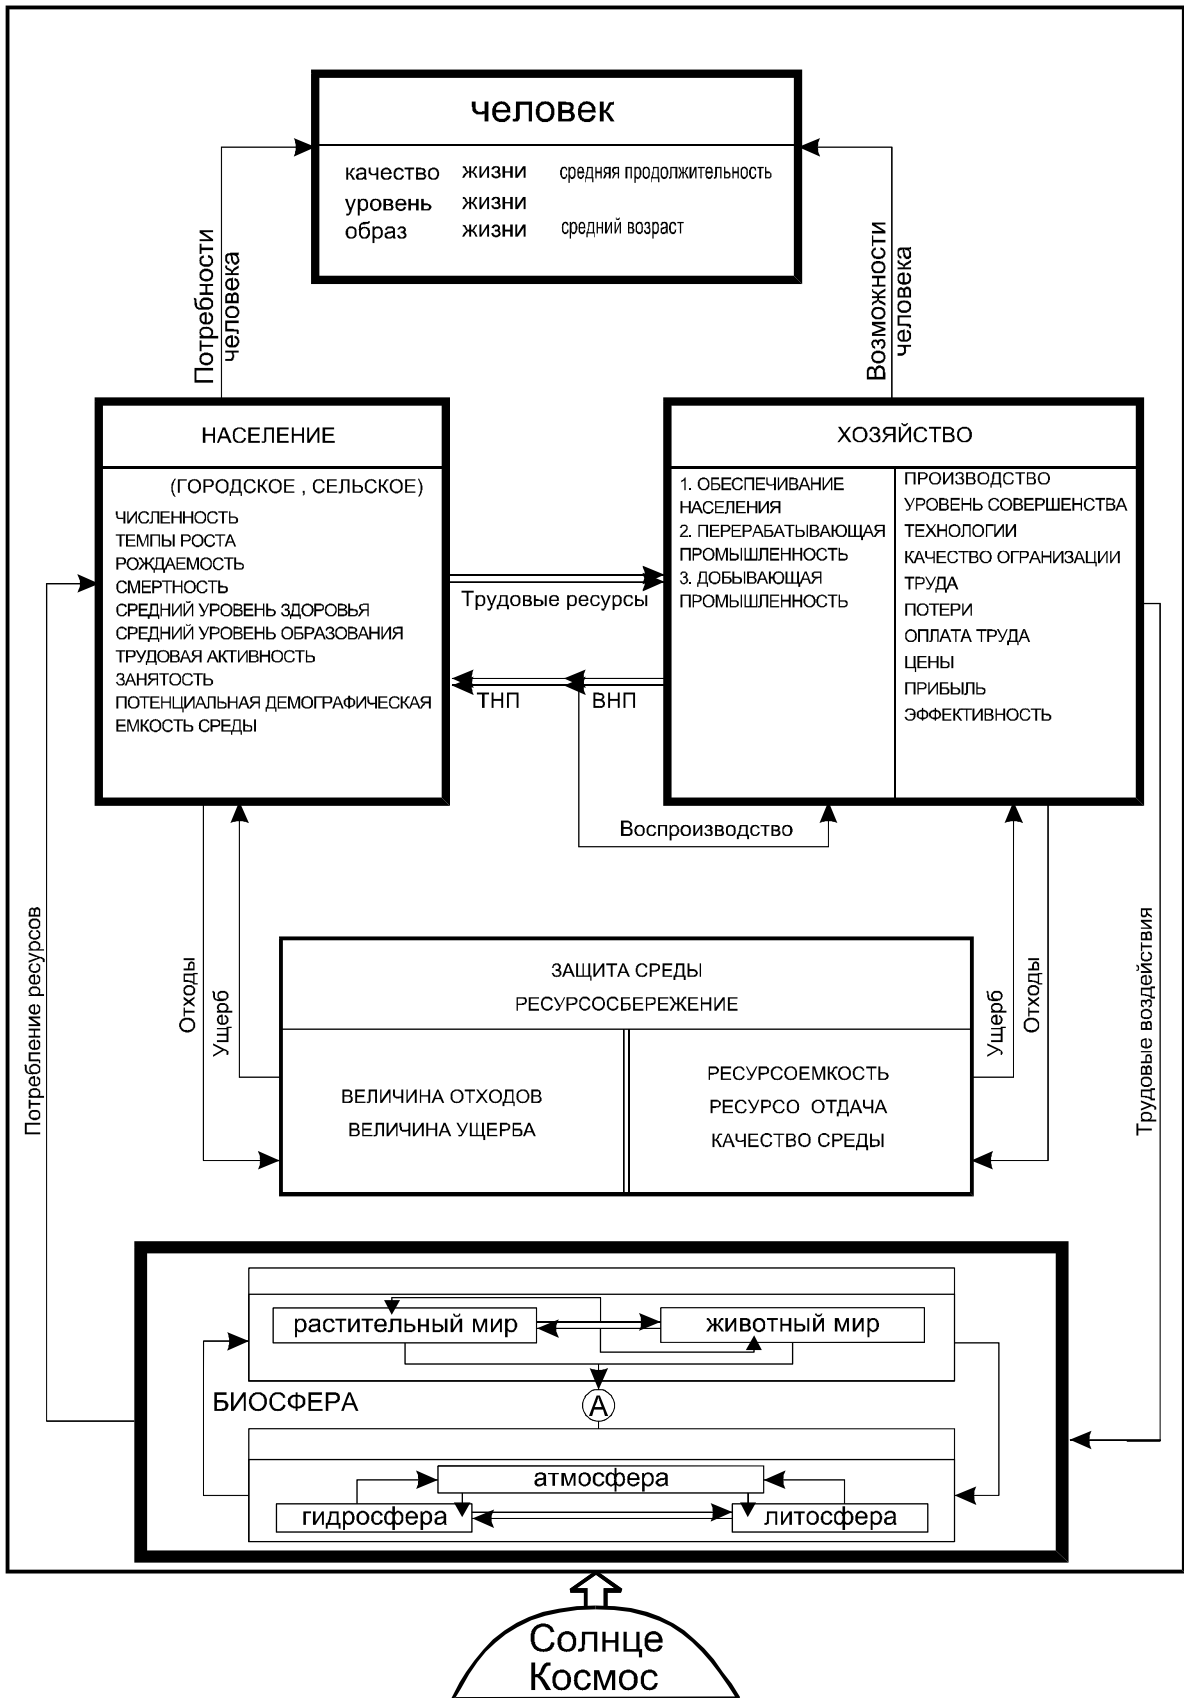 человек
качество жизни средняя продолжительность
уровень жизни
образ жизни средний возраст
Потребности
человека
Возможности
человека
НАСЕЛЕНИЕ
(ГОРОДСКОЕ , СЕЛЬСКОЕ)
ЧИСЛЕННОСТЬ
ТЕМПЫ РОСТА
РОЖДАЕМОСТЬ
СМЕРТНОСТЬ
СРЕДНИЙ УРОВЕНЬ ЗДОРОВЬЯ
СРЕДНИЙ УРОВЕНЬ ОБРАЗОВАНИЯ
ТРУДОВАЯ АКТИВНОСТЬ
ЗАНЯТОСТЬ
ПОТЕНЦИАЛЬНАЯ ДЕМОГРАФИЧЕСКАЯ
ЕМКОСТЬ СРЕДЫ
Трудовые ресурсы
ТНП ВНП
Воспроизводство
ХОЗЯЙСТВО
1. ОБЕСПЕЧИВАНИЕ
НАСЕЛЕНИЯ
2. ПЕРЕРАБАТЫВАЮЩАЯ
ПРОМЫШЛЕННОСТЬ
3. ДОБЫВАЮЩАЯ
ПРОМЫШЛЕННОСТЬ
ПРОИЗВОДСТВО
УРОВЕНЬ СОВЕРШЕНСТВА
ТЕХНОЛОГИИ
КАЧЕСТВО ОГРАНИЗАЦИИ
ТРУДА
ПОТЕРИ
ОПЛАТА ТРУДА
ЦЕНЫ
ПРИБЫЛЬ
ЭФФЕКТИВНОСТЬ
Потребление ресурсов
Отходы
Ущерб
Ущерб
Отходы
Трудовые воздействия
ЗАЩИТА СРЕДЫ
РЕСУРСОСБЕРЕЖЕНИЕ
ВЕЛИЧИНА ОТХОДОВ
ВЕЛИЧИНА УЩЕРБА
РЕСУРСОЕМКОСТЬ
РЕСУРСО ОТДАЧА
КАЧЕСТВО СРЕДЫ
растительный мир
животный мир
БИОСФЕРА
А
атмосфера
гидросфера
литосфера
Солнце
Космос